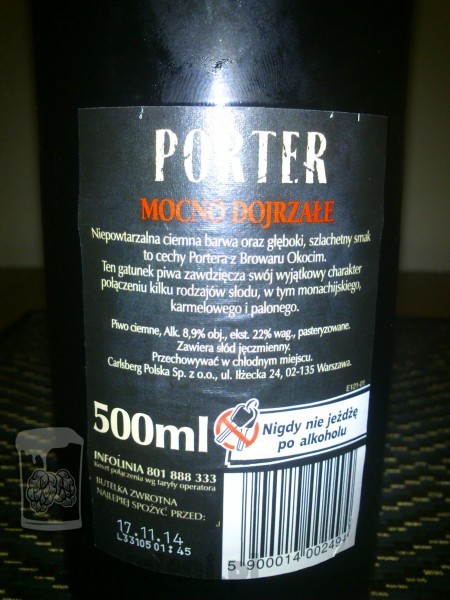 PORTER
MOCNO DOJRZAŁE
Niepowtarzalna ciemna barwa oraz głęboki, szlachetny smak
to cechy Portera z Browaru Okocim.
Ten gatunek piwa zawdzięcza swój wyjątkowy charakter
połączeniu kilku rodzajów słodu, w tym monachijskiego,
karmelowego i palonego.
Piwo ciemne, Alk. 8,9% obj., ekst. 22% wag., pasteryzowane.
Zawiera słód jęczmienny.
Przechowywać w chłodnym miejscu.
Carlsberg Polska Sp. z o.o., ul. Iłżecka 24, 02-135 Warszawa.
500ml
Nigdy nie jeżdżę
po alkoholu
INFOLINIA 801 888 333
Koszt połączenia wg taryfy operatora
BUTELKA ZWROTNA
NAJLEPIEJ SPOŻYĆ PRZED:
17.11.14
L33105 01:45
5 900014 00249